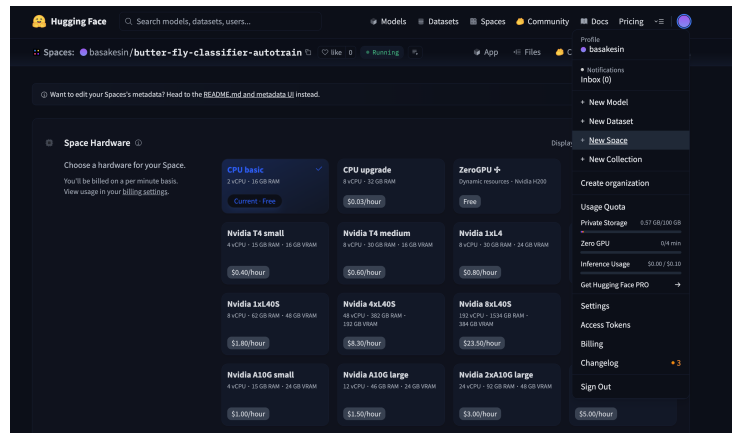 Hugging Face
Search models, datasets, users...
Models
Datasets
Spaces
Community
Docs
Pricing
Spaces:
basakesin/butter-fly-classifier-autotrain
like 0
Running
App
Files
C
Want to edit your Spaces's metadata? Head to the README.md and metadata UI instead.
Space Hardware
Display
Choose a hardware for your Space.
You'll be billed on a per minute basis.
View usage in your billing settings.
CPU basic
2 vCPU · 16 GB RAM
Current · Free
CPU upgrade
8 vCPU · 32 GB RAM
$0.03/hour
ZeroGPU
Dynamic resources · Nvidia H200
Free
Nvidia T4 small
4 vCPU · 15 GB RAM · 16 GB VRAM
$0.40/hour
Nvidia T4 medium
8 vCPU · 30 GB RAM · 16 GB VRAM
$0.60/hour
Nvidia 1xL4
8 vCPU · 30 GB RAM · 24 GB VRAM
$0.80/hour
Nvidia 1xL40S
8 vCPU · 62 GB RAM · 48 GB VRAM
$1.80/hour
Nvidia 4xL40S
48 vCPU · 382 GB RAM ·
192 GB VRAM
$8.30/hour
Nvidia 8xL40S
192 vCPU · 1534 GB RAM ·
384 GB VRAM
$23.50/hour
Nvidia A10G small
4 vCPU · 15 GB RAM · 24 GB VRAM
$1.00/hour
Nvidia A10G large
12 vCPU · 46 GB RAM · 24 GB VRAM
$1.50/hour
Nvidia 2xA10G large
24 vCPU · 92 GB RAM · 48 GB VRAM
$3.00/hour
$5.00/hour
Profile
basakesin
Notifications
Inbox (0)
+ New Model
+ New Dataset
+ New Space
+ New Collection
Create organization
Usage Quota
Private Storage 0.57 GB/100 GB
Zero GPU 0/4 min
Inference Usage $0.00 / $0.10
Get Hugging Face PRO →
Settings
Access Tokens
Billing
Changelog 3
Sign Out